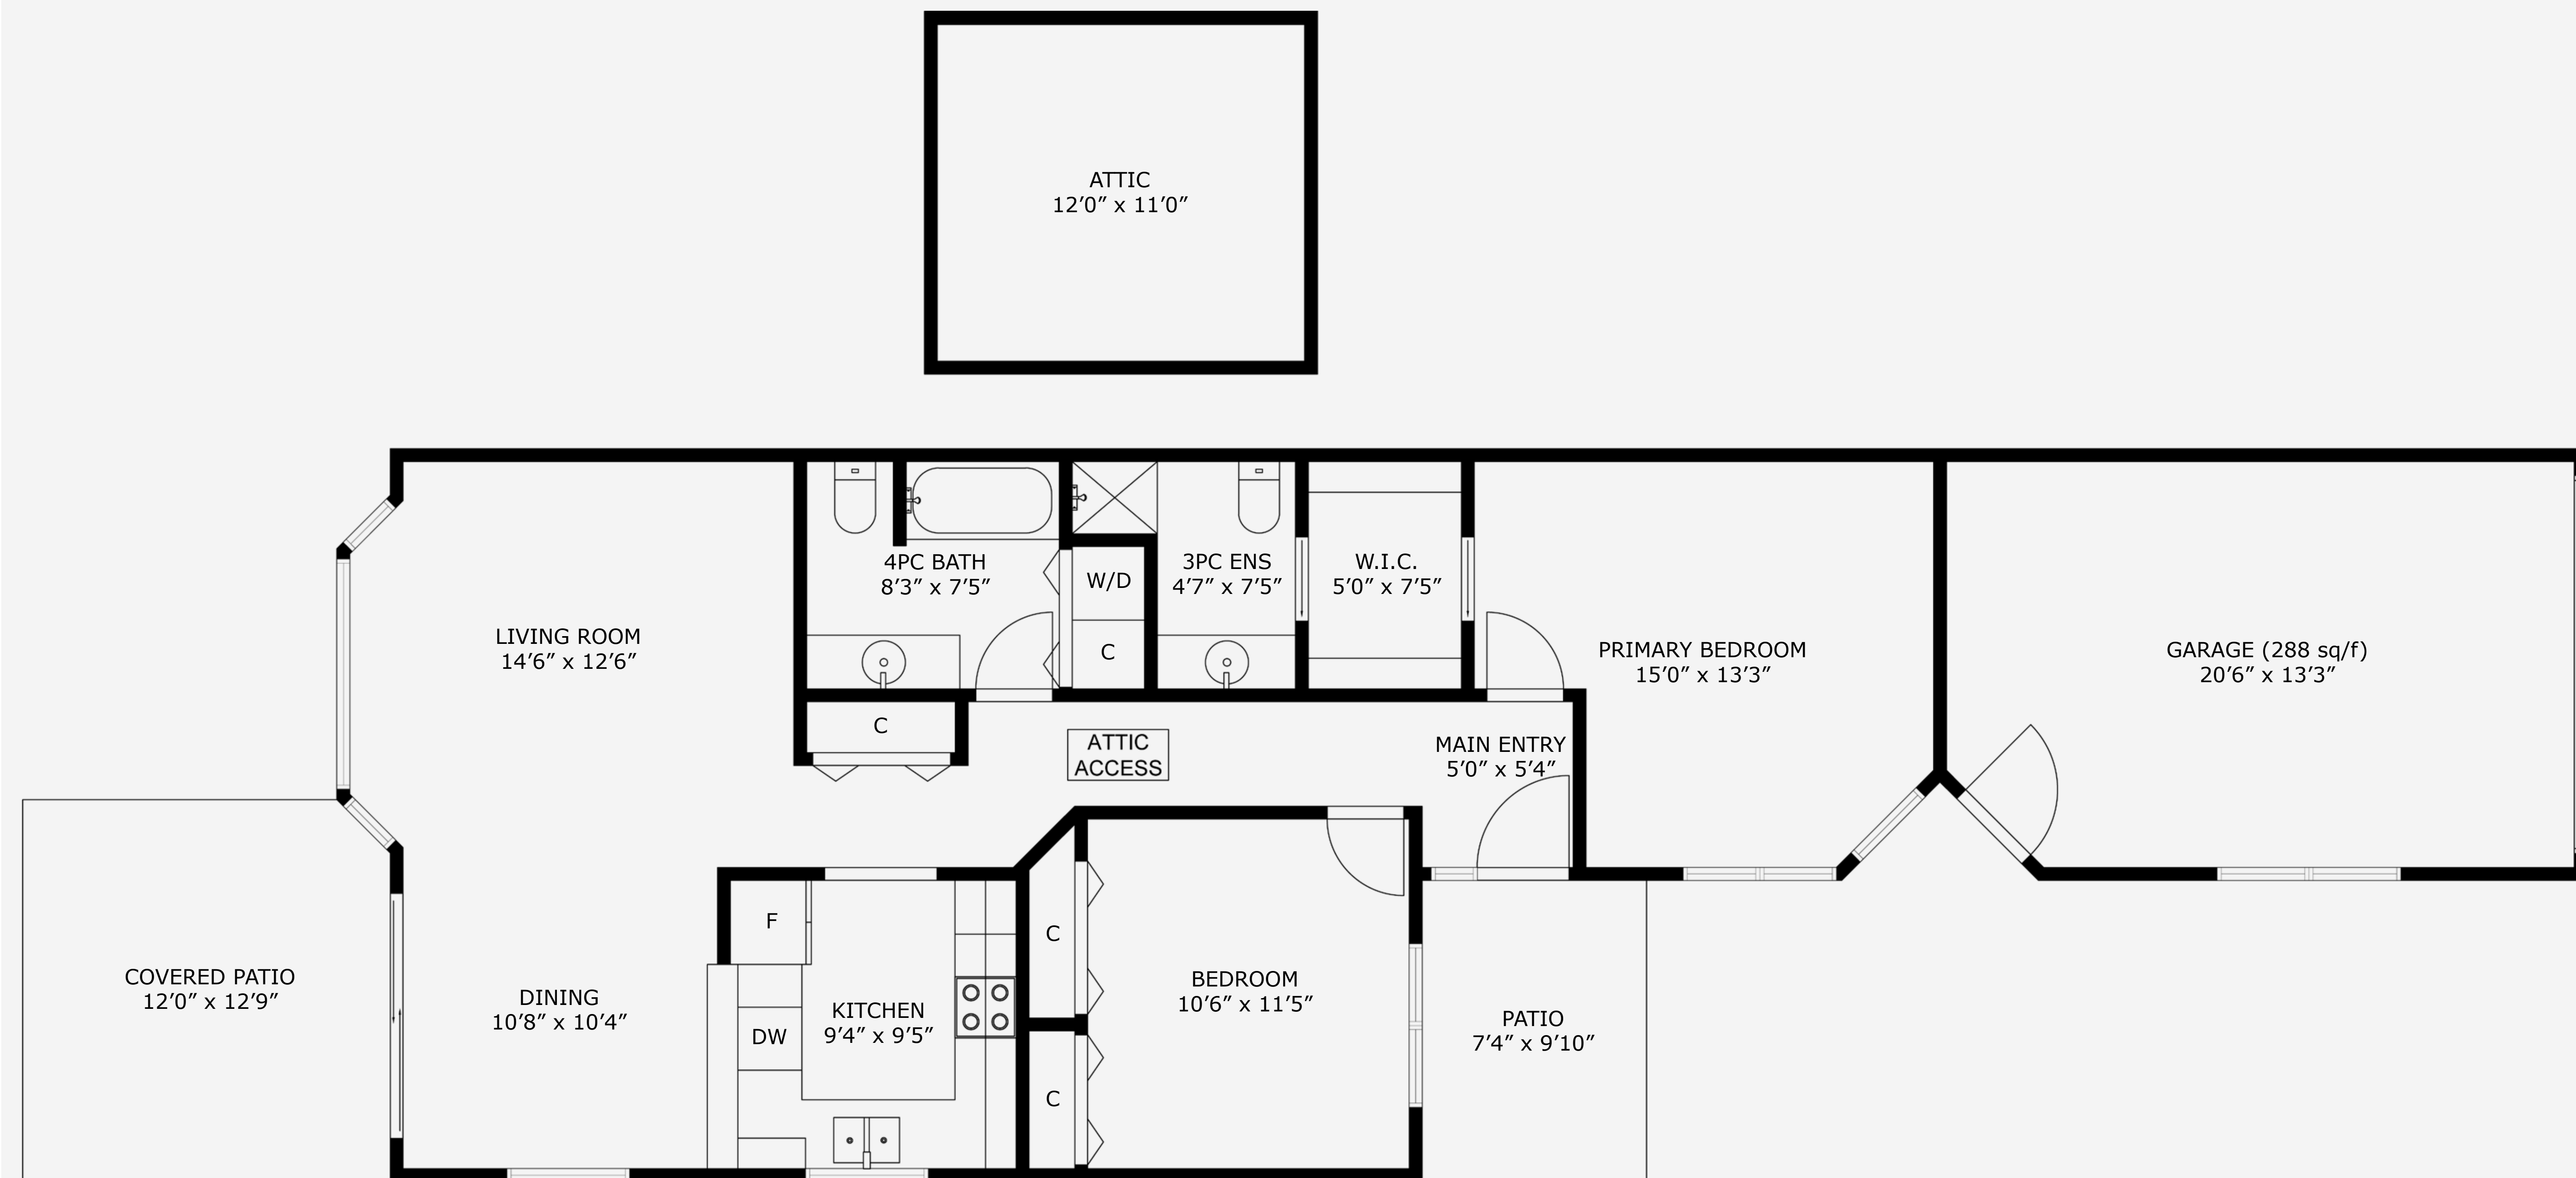 ATTIC
12′0″ x 11′0″
4PC BATH
8′3″ x 7′5″
W/D
C
3PC ENS
4′7″ x 7′5″
W.I.C.
5′0″ x 7′5″
LIVING ROOM
14′6″ x 12′6″
PRIMARY BEDROOM
15′0″ x 13′3″
GARAGE (288 sq/f)
20′6″ x 13′3″
C
ATTIC
ACCESS
MAIN ENTRY
5′0″ x 5′4″
COVERED PATIO
12′0″ x 12′9″
DINING
10′8″ x 10′4″
F
DW
KITCHEN
9′4″ x 9′5″
C
C
BEDROOM
10′6″ x 11′5″
PATIO
7′4″ x 9′10″